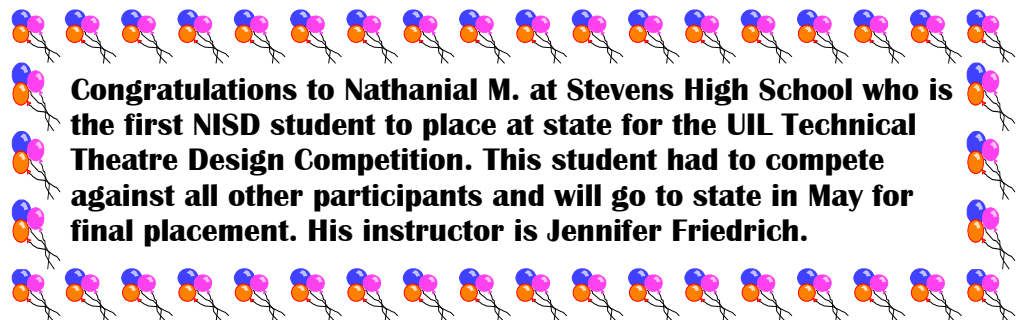 Congratulations to Nathanial M. at Stevens High School who is
the first NISD student to place at state for the UIL Technical
Theatre Design Competition. This student had to compete
against all other participants and will go to state in May for
final placement. His instructor is Jennifer Friedrich.